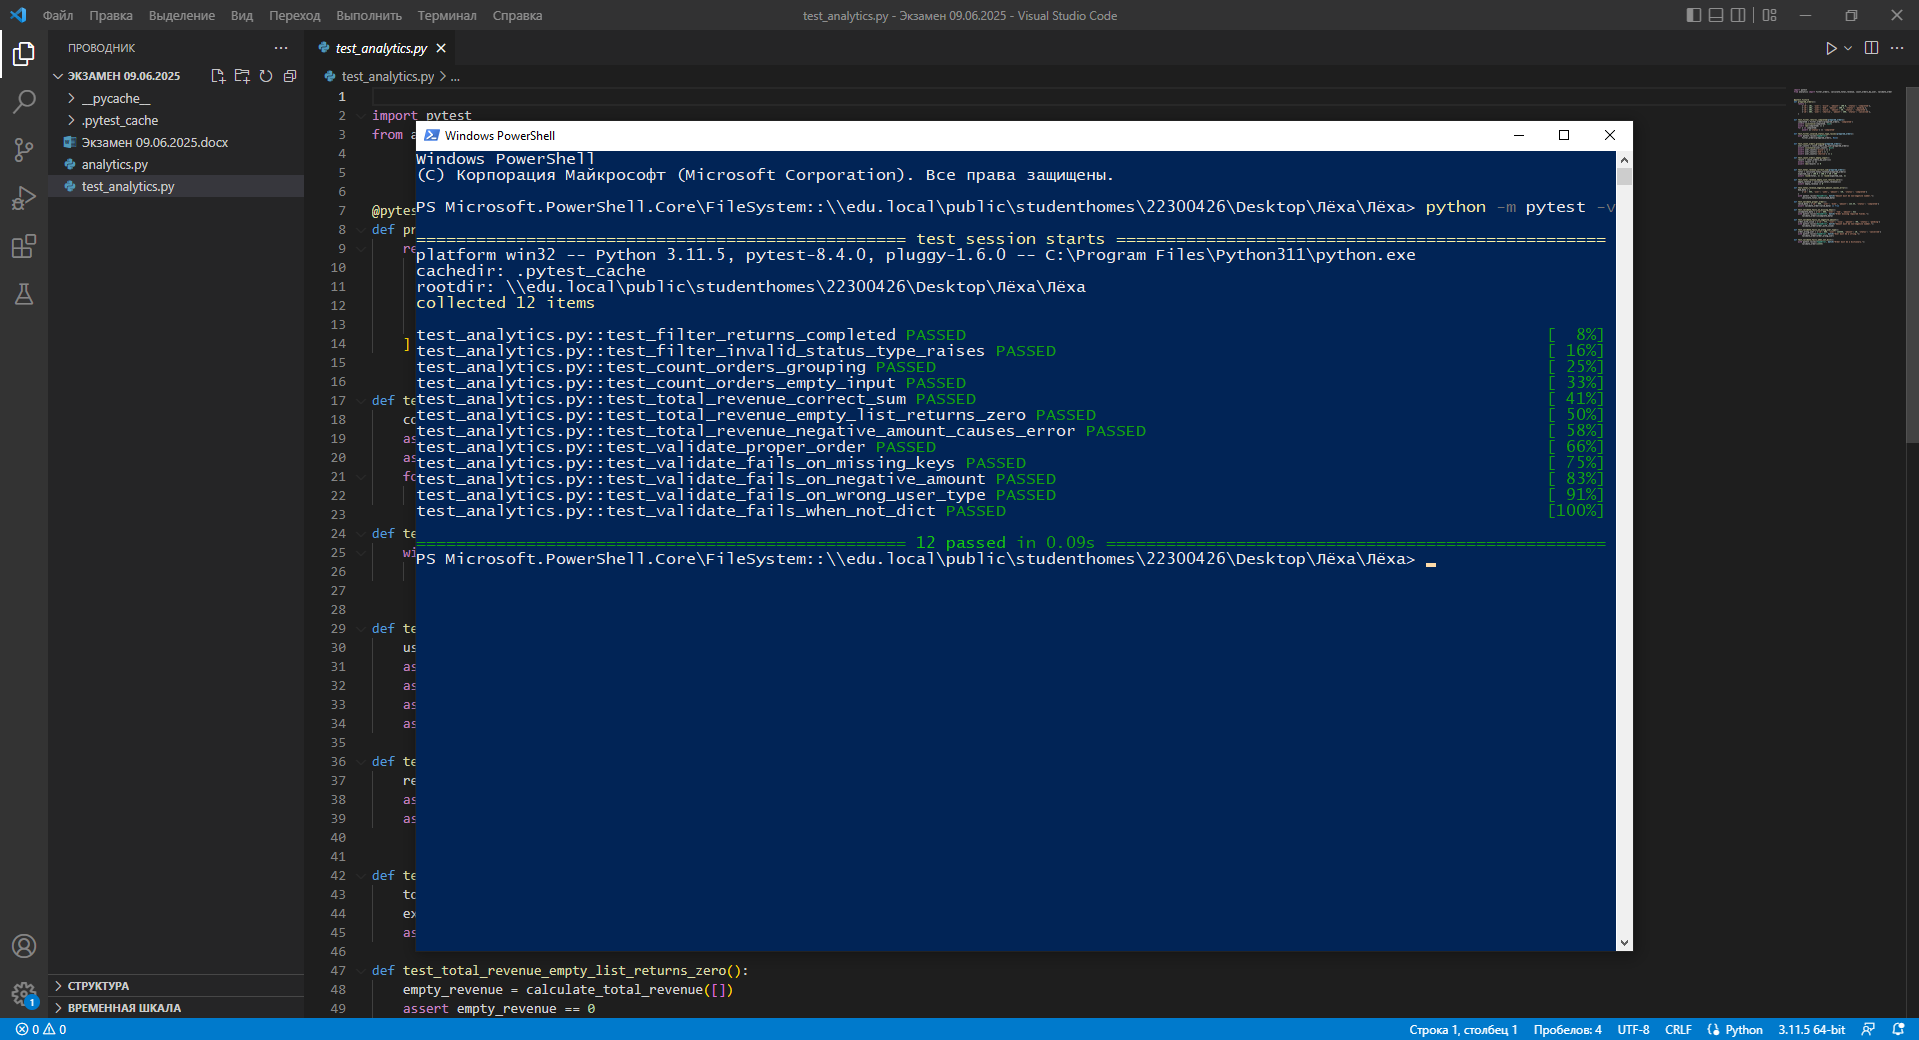 Файл Правка Выделение Вид Переход Выполнить Терминал Справка
test_analytics.py - Экзамен 09.06.2025 - Visual Studio Code
ПРОВОДНИК
ЭКЗАМЕН 09.06.2025
__pycache__
.pytest_cache
Экзамен 09.06.2025.docx
analytics.py
test_analytics.py
СТРУКТУРА
ВРЕМЕННАЯ ШКАЛА
1
test_analytics.py
test_analytics.py > ...
1
2 import pytest
3 from a
4
5
6
7 @pytes
8 def pr
9 re
10
11
12
13
14 ]
15
16
17 def te
18 co
19 as
20 as
21 fo
22
23
24 def te
25 wi
26
27
28
29 def te
30 us
31 as
32 as
33 as
34 as
35
36 def te
37 re
38 as
39 as
40
41
42 def te
43 to
44 ex
45 as
46
47 def test_total_revenue_empty_list_returns_zero():
48 empty_revenue = calculate_total_revenue([])
49 assert empty_revenue == 0
Windows PowerShell
Windows PowerShell
(C) Корпорация Майкрософт (Microsoft Corporation). Все права защищены.
PS Microsoft.PowerShell.Core\FileSystem::\\edu.local\public\studenthomes\22300426\Desktop\Лёха\Лёха> python -m pytest -v
================================================= test session starts =================================================
platform win32 -- Python 3.11.5, pytest-8.4.0, pluggy-1.6.0 -- C:\Program Files\Python311\python.exe
cachedir: .pytest_cache
rootdir: \\edu.local\public\studenthomes\22300426\Desktop\Лёха\Лёха
collected 12 items
test_analytics.py::test_filter_returns_completed PASSED [  8%]
test_analytics.py::test_filter_invalid_status_type_raises PASSED [ 16%]
test_analytics.py::test_count_orders_grouping PASSED [ 25%]
test_analytics.py::test_count_orders_empty_input PASSED [ 33%]
test_analytics.py::test_total_revenue_correct_sum PASSED [ 41%]
test_analytics.py::test_total_revenue_empty_list_returns_zero PASSED [ 50%]
test_analytics.py::test_total_revenue_negative_amount_causes_error PASSED [ 58%]
test_analytics.py::test_validate_proper_order PASSED [ 66%]
test_analytics.py::test_validate_fails_on_missing_keys PASSED [ 75%]
test_analytics.py::test_validate_fails_on_negative_amount PASSED [ 83%]
test_analytics.py::test_validate_fails_on_wrong_user_type PASSED [ 91%]
test_analytics.py::test_validate_fails_when_not_dict PASSED [100%]
================================================= 12 passed in 0.09s ==================================================
PS Microsoft.PowerShell.Core\FileSystem::\\edu.local\public\studenthomes\22300426\Desktop\Лёха\Лёха>
0 0 Строка 1, столбец 1 Пробелов: 4 UTF-8 CRLF Python 3.11.5 64-bit